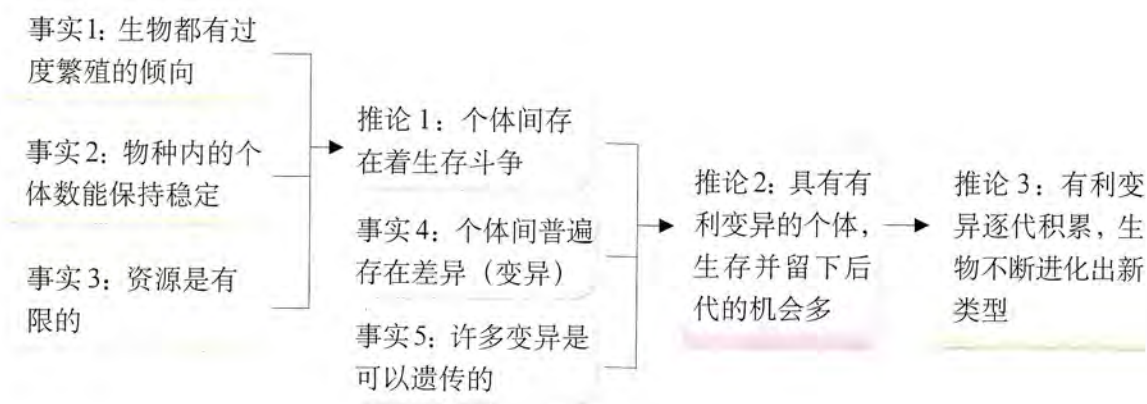 事实1：生物都有过
度繁殖的倾向
事实2：物种内的个
体数能保持稳定
事实3：资源是有
限的
推论1：个体间存
在着生存斗争
事实4：个体间普遍
存在差异（变异）
事实5：许多变异是
可以遗传的
推论2：具有有
利变异的个体，
生存并留下后
代的机会多
推论3：有利变
异逐代积累，生
物不断进化出新
类型